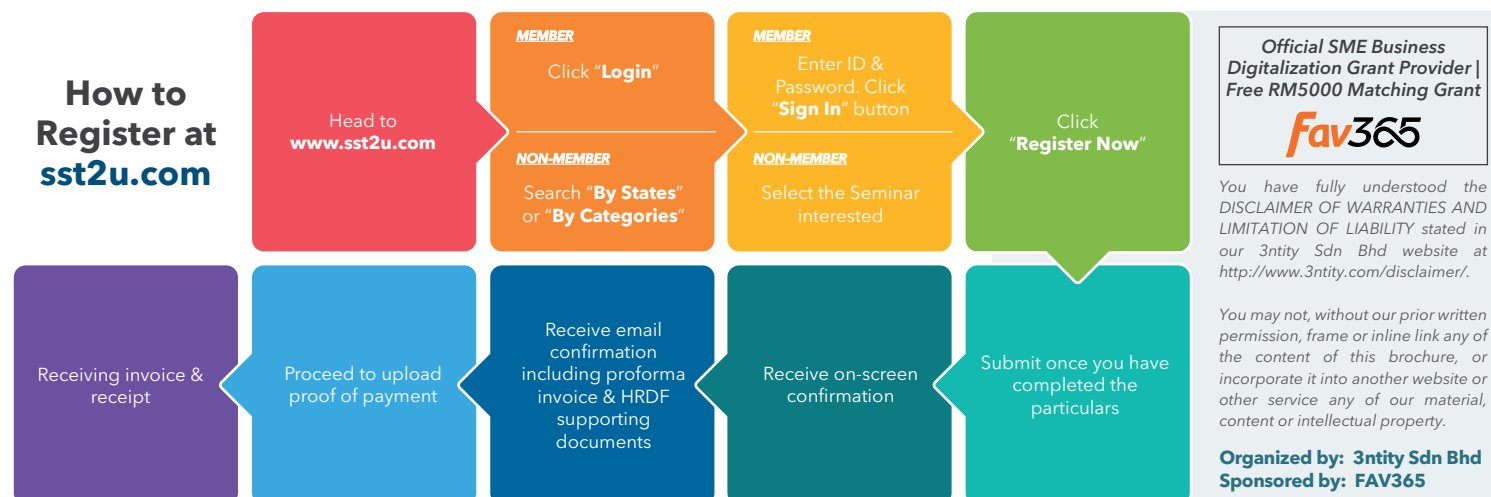 How to
Register at
sst2u.com
Head to
www.sst2u.com
MEMBER
Click “Login”
NON-MEMBER
Search “By States”
or “By Categories”
MEMBER
Enter ID &
Password. Click
“Sign In” button
NON-MEMBER
Select the Seminar
interested
Click
“Register Now”
Submit once you have
completed the
particulars
Receive on-screen
confirmation
Receive email
confirmation
including proforma
invoice & HRDF
supporting
documents
Proceed to upload
proof of payment
Receiving invoice &
receipt
Official SME Business
Digitalization Grant Provider |
Free RM5000 Matching Grant
Fav365
You have fully understood the
DISCLAIMER OF WARRANTIES AND
LIMITATION OF LIABILITY stated in
our 3ntity Sdn Bhd website at
http://www.3ntity.com/disclaimer/.
You may not, without our prior written
permission, frame or inline link any of
the content of this brochure, or
incorporate it into another website or
other service any of our material,
content or intellectual property.
Organized by: 3ntity Sdn Bhd
Sponsored by: FAV365